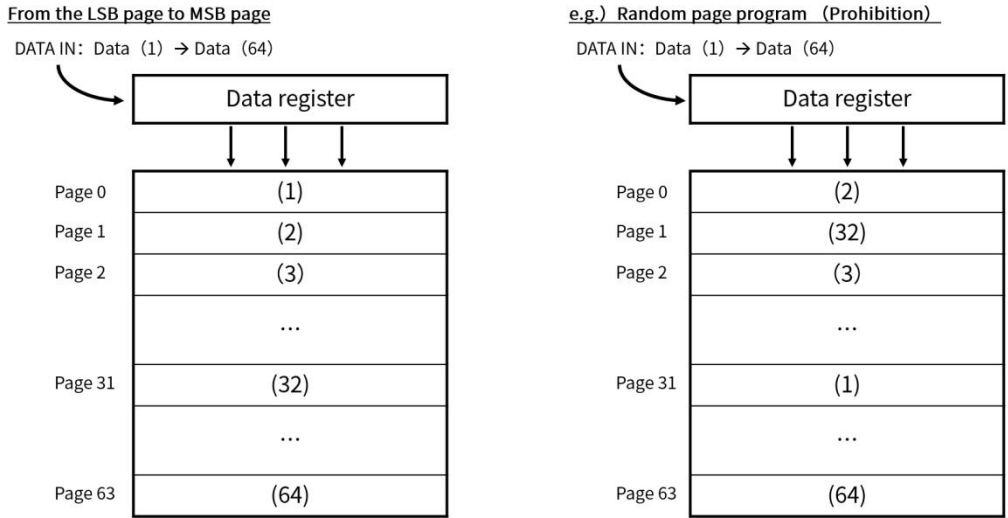 From the LSB page to MSB page
DATA IN: Data (1) → Data (64)
Data register
Page 0 (1)
Page 1 (2)
Page 2 (3)
...
Page 31 (32)
...
Page 63 (64)
e.g.) Random page program (Prohibition)
DATA IN: Data (1) → Data (64)
Data register
Page 0 (2)
Page 1 (32)
Page 2 (3)
...
Page 31 (1)
...
Page 63 (64)